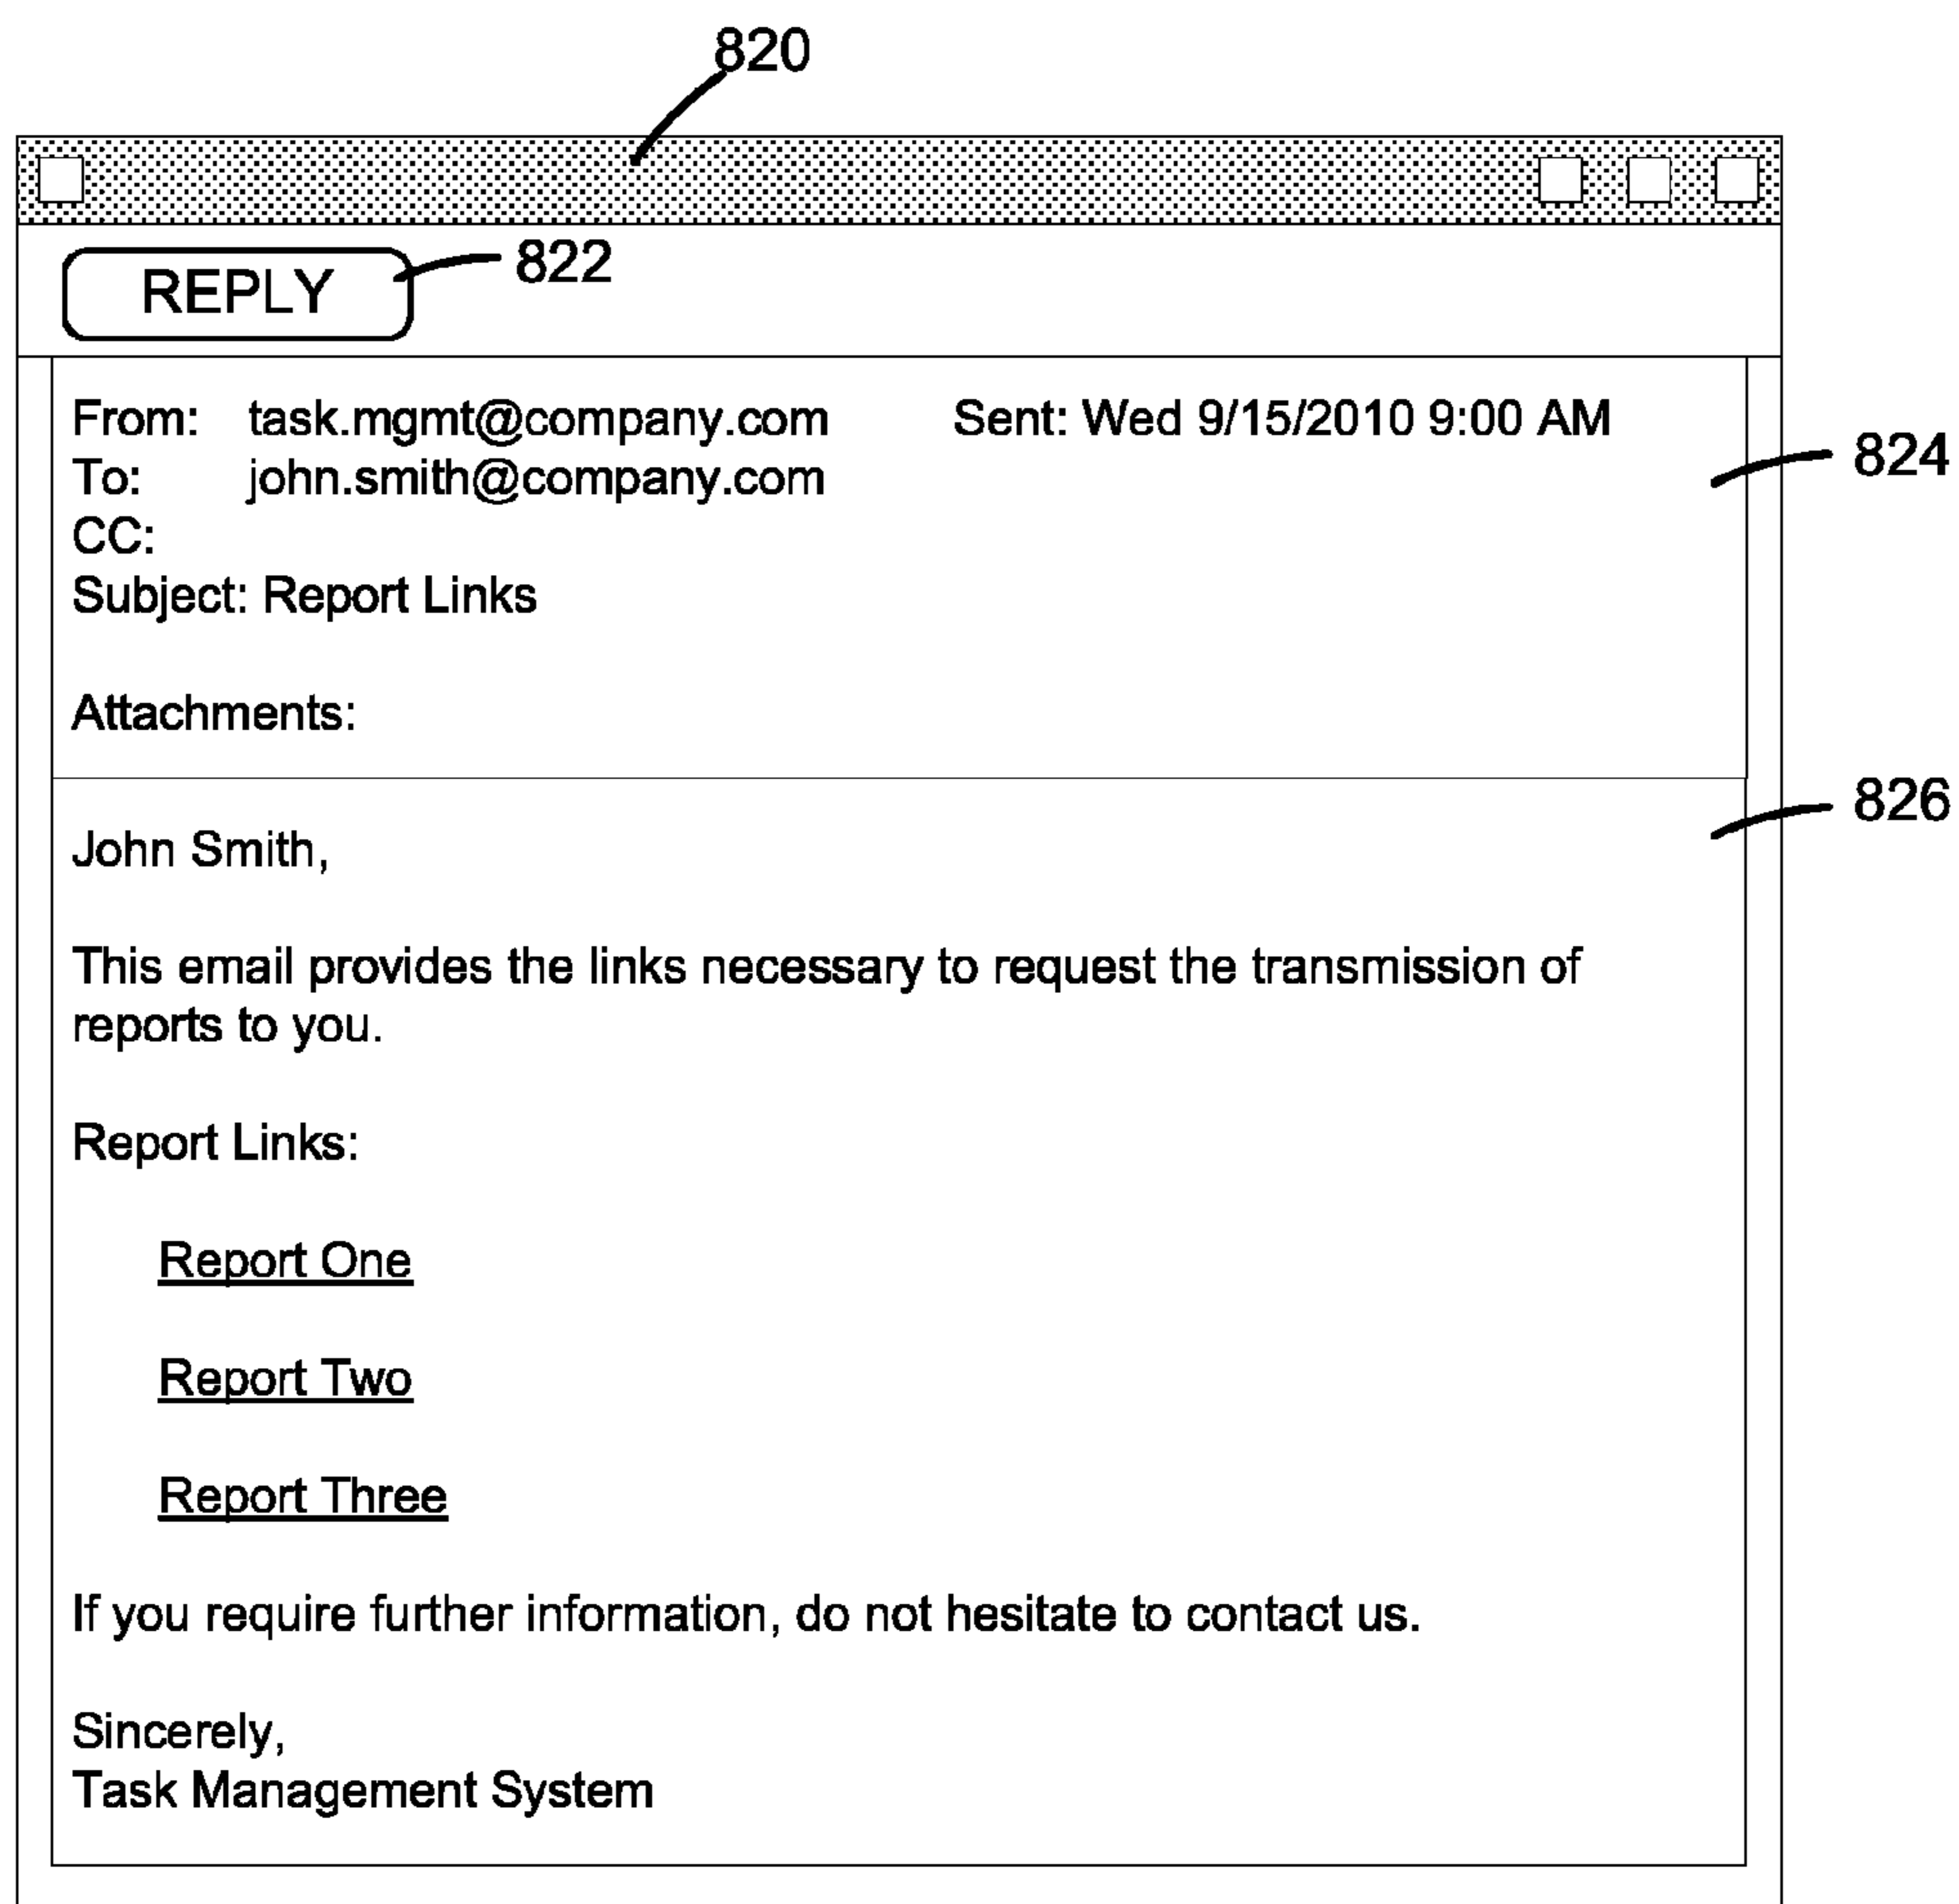 820
REPLY 822
From: task.mgmt@company.com Sent: Wed 9/15/2010 9:00 AM
824
To: john.smith@company.com
CC:
Subject: Report Links
Attachments:
826
John Smith,
This email provides the links necessary to request the transmission of
reports to you.
Report Links:
Report One
Report Two
Report Three
If you require further information, do not hesitate to contact us.
Sincerely,
Task Management System